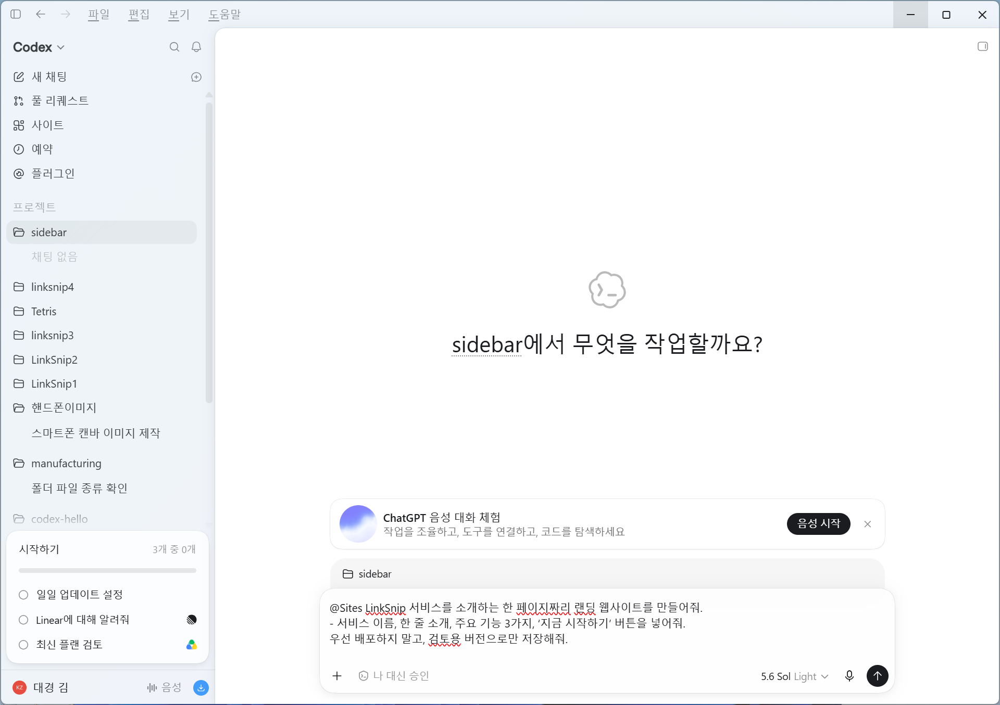 파일 편집 보기 도움말
Codex
새 채팅
풀 리퀘스트
사이트
예약
플러그인
프로젝트
sidebar
채팅 없음
linksnip4
Tetris
linksnip3
LinkSnip2
LinkSnip1
핸드폰이미지
스마트폰 캔바 이미지 제작
manufacturing
폴더 파일 종류 확인
codex-hello
시작하기 3개 중 0개
일일 업데이트 설정
Linear에 대해 알려줘
최신 플랜 검토
KZ 대경 김 음성
sidebar에서 무엇을 작업할까요?
ChatGPT 음성 대화 체험
작업을 조율하고, 도구를 연결하고, 코드를 탐색하세요
음성 시작
sidebar
@Sites LinkSnip 서비스를 소개하는 한 페이지짜리 랜딩 웹사이트를 만들어줘.
- 서비스 이름, 한 줄 소개, 주요 기능 3가지, ‘지금 시작하기’ 버튼을 넣어줘.
우선 배포하지 말고, 검토용 버전으로만 저장해줘.
나 대신 승인
5.6 Sol Light